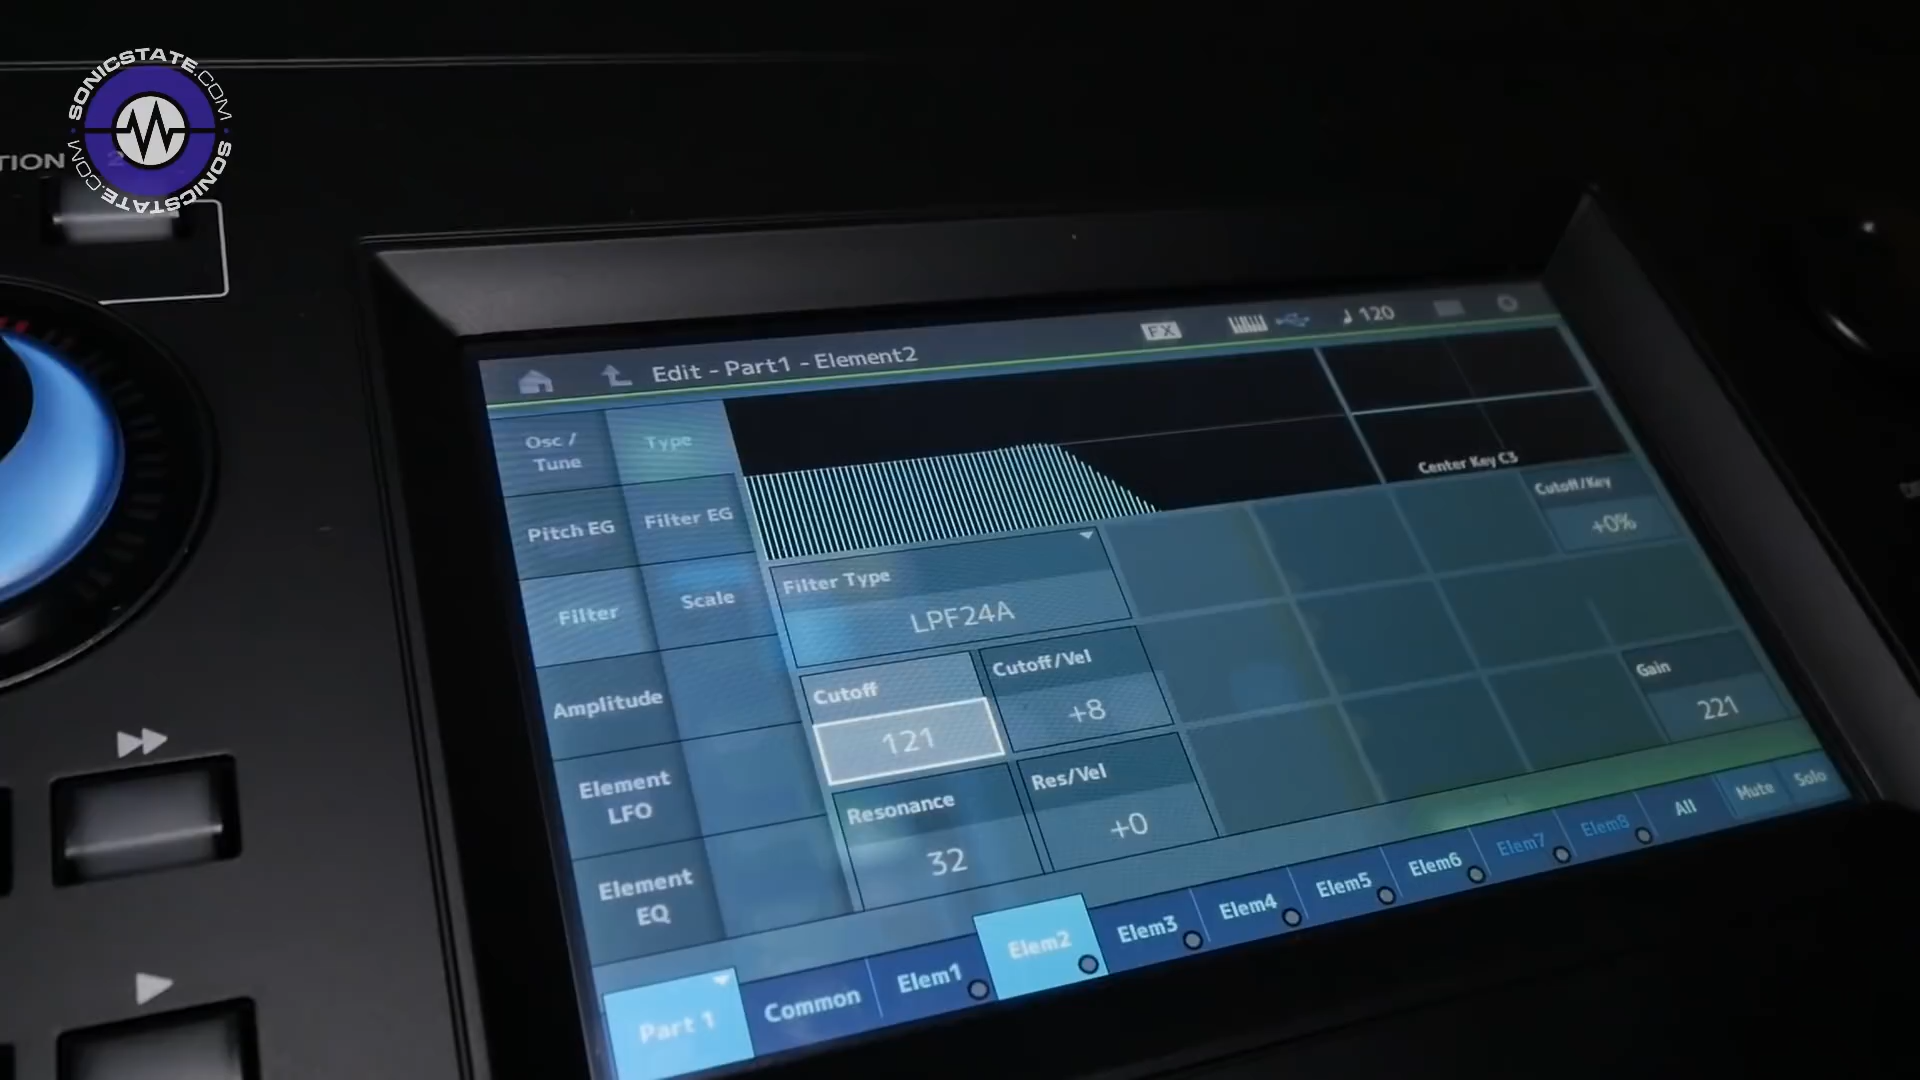 SONICSTATE.COM
SONICSTATE.COM
TION 2
Edit - Part1 - Element2
FX
120
Osc / Tune
Type
Pitch EG
Filter EG
Filter
Scale
Amplitude
Element LFO
Element EQ
Center Key C3
Cutoff/Key
+0%
Filter Type
LPF24A
Cutoff
121
Cutoff/Vel
+8
Resonance
32
Res/Vel
+0
Gain
221
Part 1
Common
Elem1
Elem2
Elem3
Elem4
Elem5
Elem6
Elem7
Elem8
All
Mute
Solo